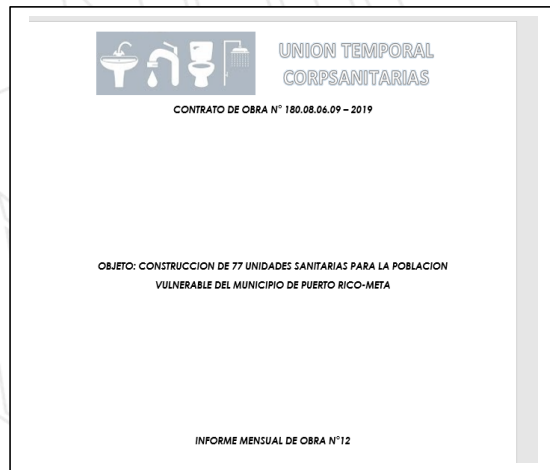 UNION TEMPORAL
CORPSANITARIAS
CONTRATO DE OBRA N° 180.08.06.09 – 2019
OBJETO: CONSTRUCCION DE 77 UNIDADES SANITARIAS PARA LA POBLACION
VULNERABLE DEL MUNICIPIO DE PUERTO RICO-META
INFORME MENSUAL DE OBRA N°12